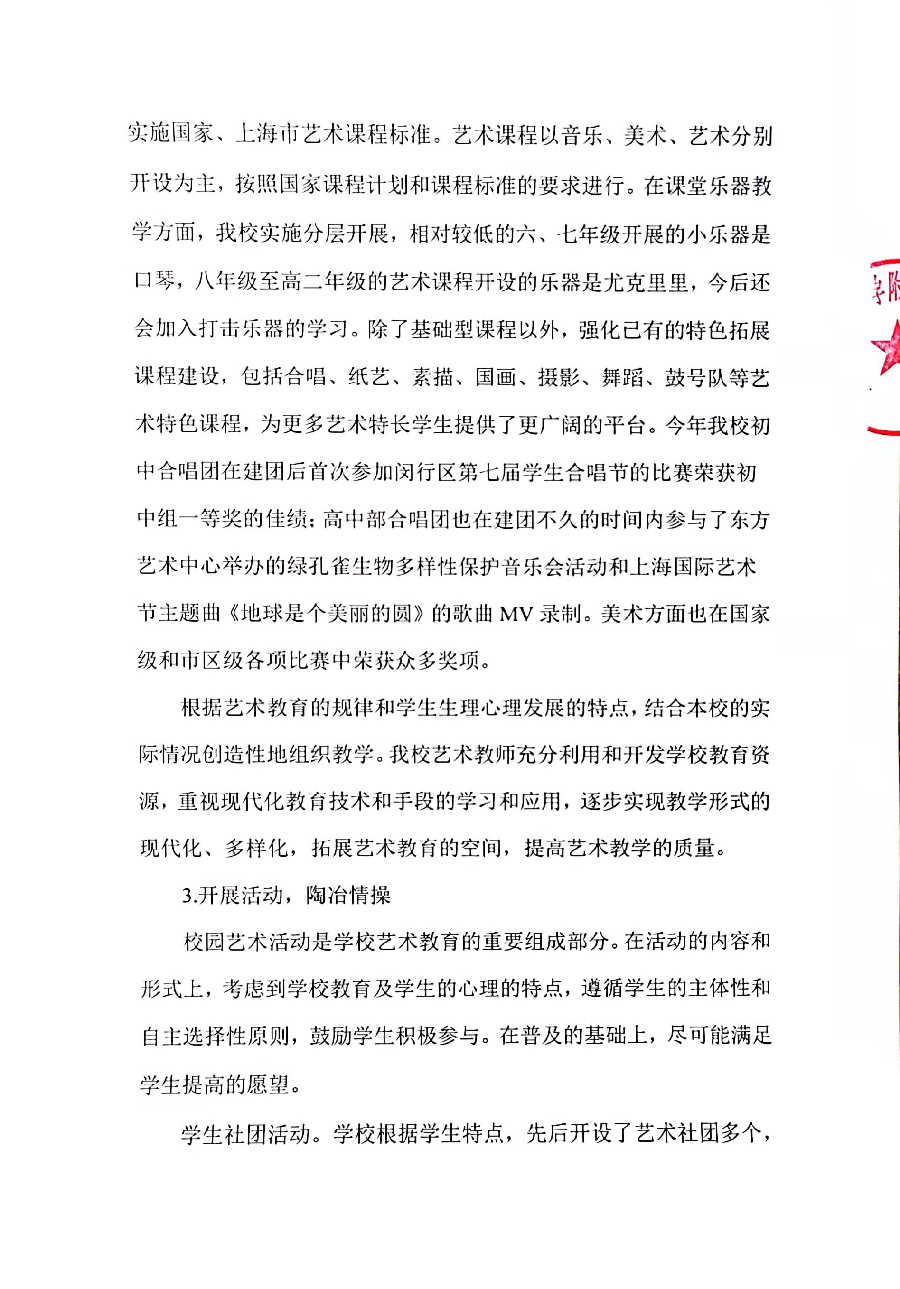 实施国家、上海市艺术课程标准。艺术课程以音乐、美术、艺术分别
开设为主，按照国家课程计划和课程标准的要求进行。在课堂乐器教
学方面，我校实施分层开展，相对较低的六、七年级开展的小乐器是
口琴，八年级至高二年级的艺术课程开设的乐器是尤克里里，今后还
会加入打击乐器的学习。除了基础型课程以外，强化已有的特色拓展
课程建设，包括合唱、纸艺、素描、国画、摄影、舞蹈、鼓号队等艺
术特色课程，为更多艺术特长学生提供了更广阔的平台。今年我校初
中合唱团在建团后首次参加闵行区第七届学生合唱节的比赛荣获初
中组一等奖的佳绩；高中部合唱团也在建团不久的时间内参与了东方
艺术中心举办的绿孔雀生物多样性保护音乐会活动和上海国际艺术
节主题曲《地球是个美丽的圆》的歌曲 MV 录制。美术方面也在国家
级和市区级各项比赛中荣获众多奖项。
根据艺术教育的规律和学生生理心理发展的特点，结合本校的实
际情况创造性地组织教学。我校艺术教师充分利用和开发学校教育资
源，重视现代化教育技术和手段的学习和应用，逐步实现教学形式的
现代化、多样化，拓展艺术教育的空间，提高艺术教学的质量。
3.开展活动，陶冶情操
校园艺术活动是学校艺术教育的重要组成部分。在活动的内容和
形式上，考虑到学校教育及学生的心理的特点，遵循学生的主体性和
自主选择性原则，鼓励学生积极参与。在普及的基础上，尽可能满足
学生提高的愿望。
学生社团活动。学校根据学生特点，先后开设了艺术社团多个，